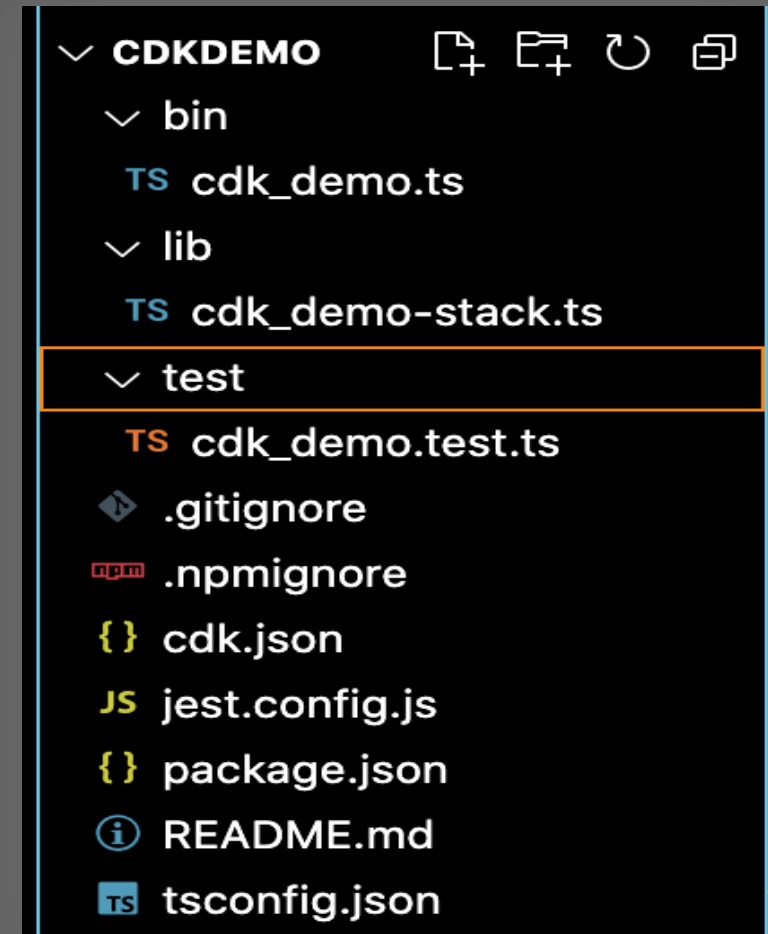 CDKDEMO
bin
TS cdk_demo.ts
lib
TS cdk_demo-stack.ts
test
TS cdk_demo.test.ts
.gitignore
npm .npmignore
{ } cdk.json
JS jest.config.js
{ } package.json
i README.md
TS tsconfig.json